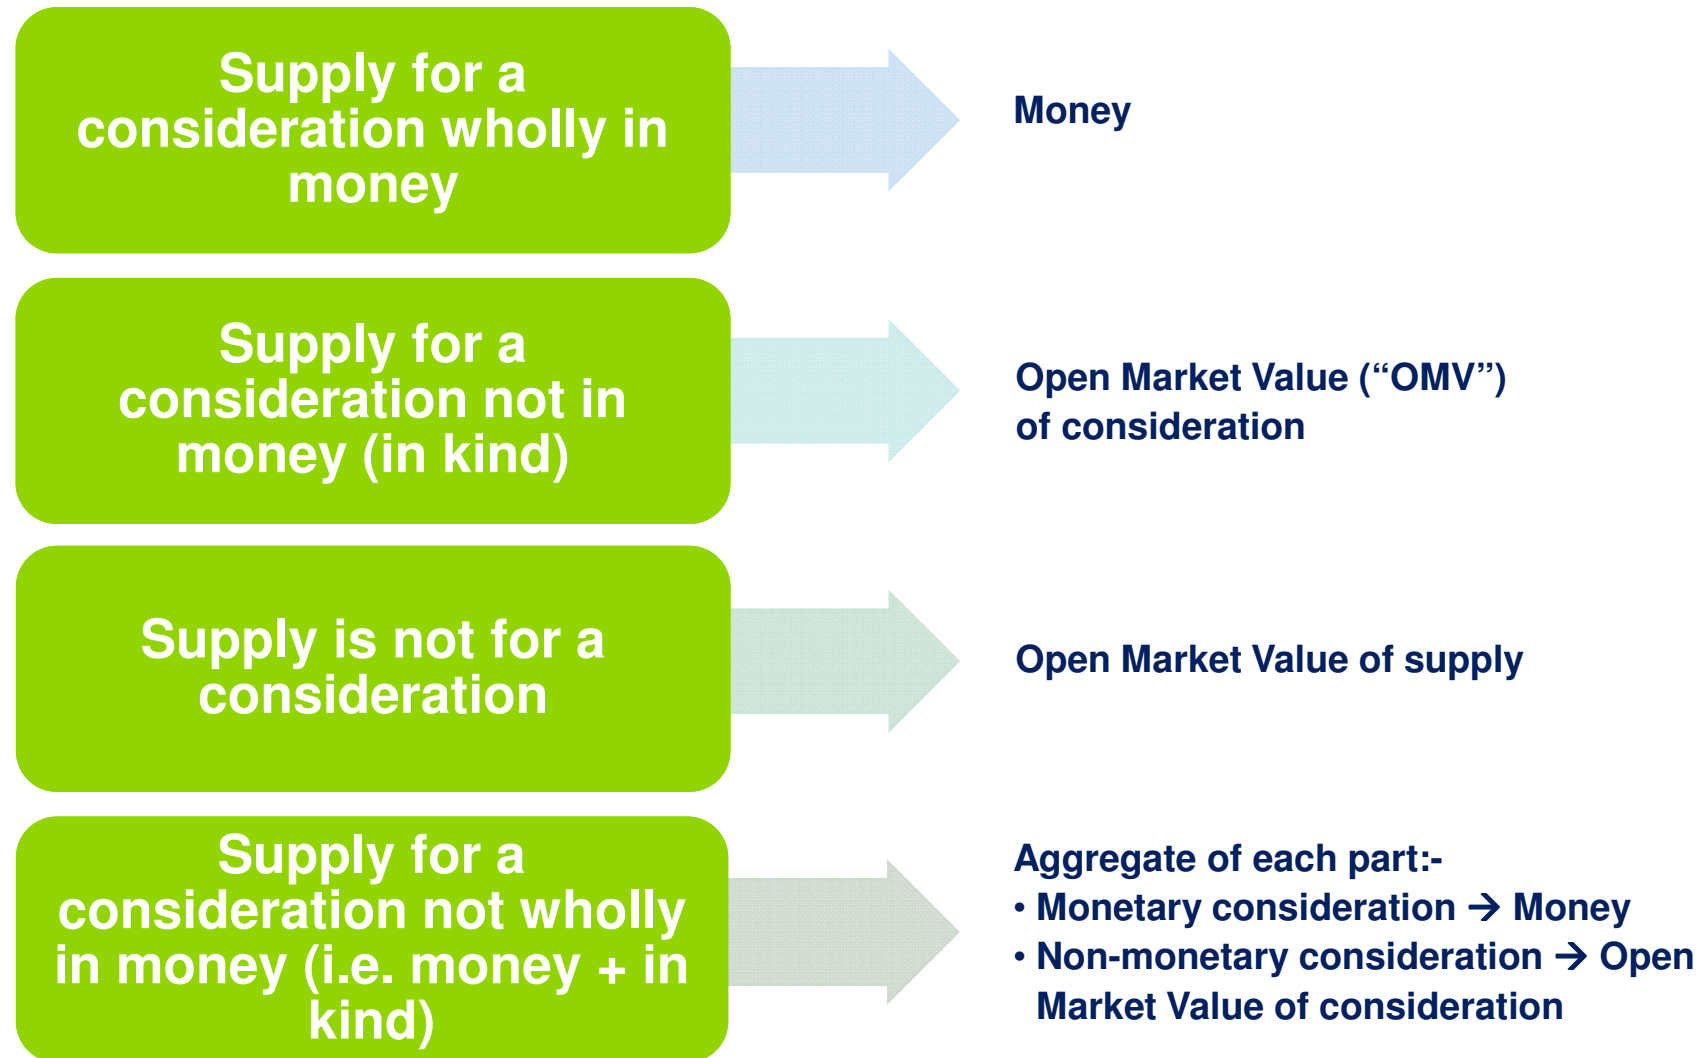 Supply for a
consideration wholly in
money
Money
Supply for a
consideration not in
money (in kind)
Open Market Value (“OMV”)
of consideration
Supply is not for a
consideration
Open Market Value of supply
Supply for a
consideration not wholly
in money (i.e. money + in
kind)
Aggregate of each part:-
• Monetary consideration → Money
• Non-monetary consideration → Open
Market Value of consideration